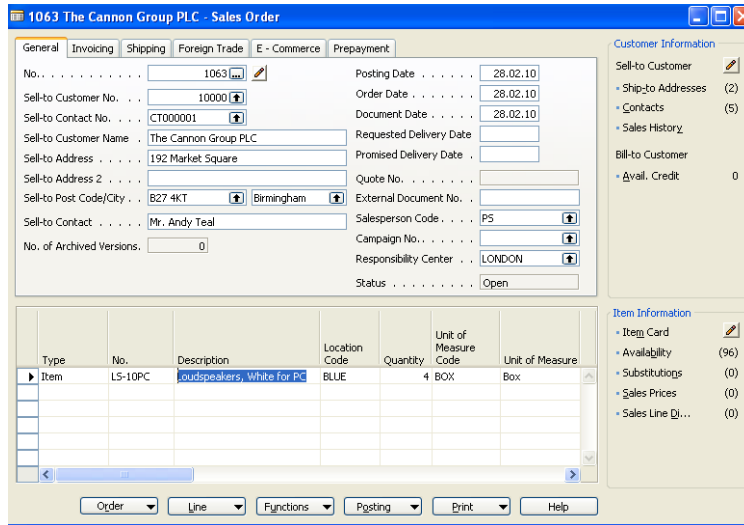 1063 The Cannon Group PLC - Sales Order
General Invoicing Shipping Foreign Trade E - Commerce Prepayment
No. . . . . . . . . . . . 1063 Posting Date . . . . . . 28.02.10
Sell-to Customer No. . . . 10000 Order Date . . . . . . . 28.02.10
Sell-to Contact No. . . . . CT000001 Document Date . . . . . 28.02.10
Sell-to Customer Name . The Cannon Group PLC Requested Delivery Date
Sell-to Address . . . . . 192 Market Square Promised Delivery Date .
Sell-to Address 2 . . . . Quote No. . . . . . . . .
Sell-to Post Code/City . . B27 4KT Birmingham External Document No. .
Sell-to Contact . . . . . Mr. Andy Teal Salesperson Code . . . . PS
No. of Archived Versions. 0 Campaign No. . . . . . .
Responsibility Center . . LONDON
Status . . . . . . . . . Open
Customer Information
Sell-to Customer
Ship-to Addresses (2)
Contacts (5)
Sales History
Bill-to Customer
Avail. Credit 0
Type No. Description Location Code Quantity Unit of Measure Code Unit of Measure
Item LS-10PC Loudspeakers, White for PC BLUE 4 BOX Box
Item Information
Item Card
Availability (96)
Substitutions (0)
Sales Prices (0)
Sales Line Di... (0)
Order Line Functions Posting Print Help